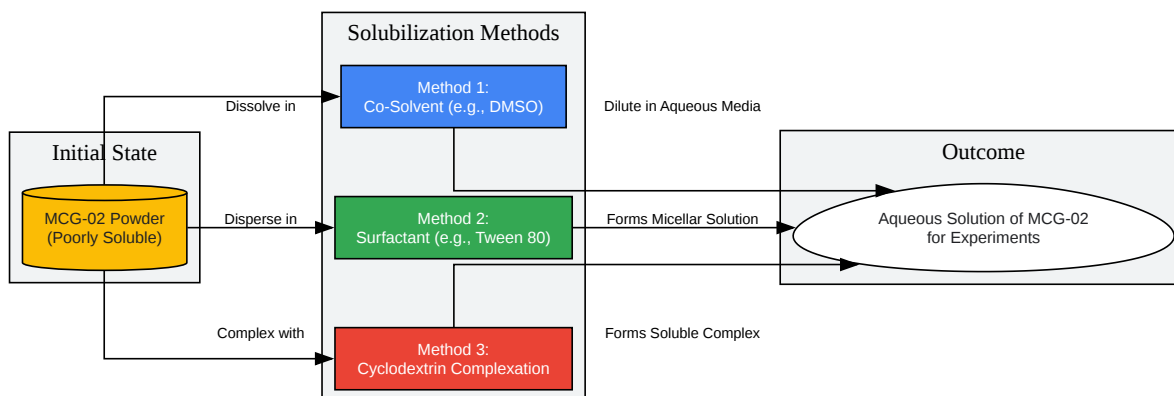 Solubilization Methods
Method 1:
Co-Solvent (e.g., DMSO)
Dissolve in
Dilute in Aqueous Media
Initial State
Outcome
MCG-02 Powder
(Poorly Soluble)
Disperse in
Method 2:
Surfactant (e.g., Tween 80)
Forms Micellar Solution
Aqueous Solution of MCG-02
for Experiments
Complex with
Method 3:
Cyclodextrin Complexation
Forms Soluble Complex